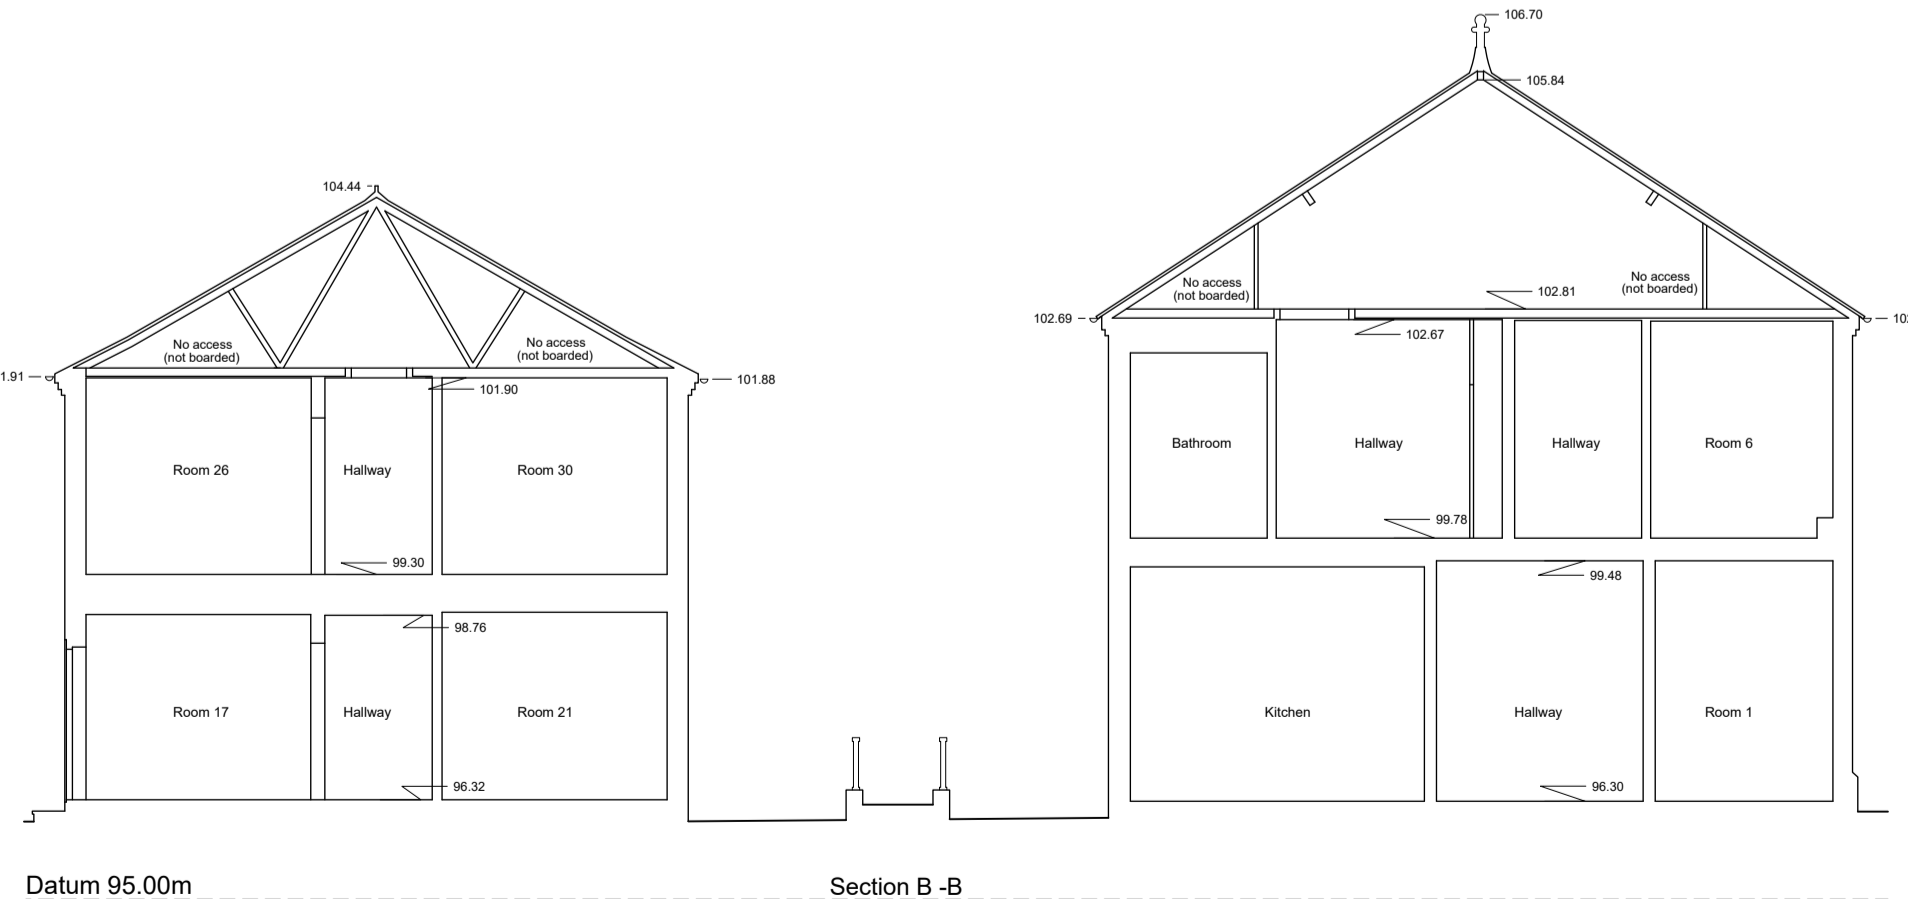 106.70
105.84
104.44
No access
(not boarded)
No access
(not boarded)
102.81
102.69
102.67
No access
(not boarded)
No access
(not boarded)
1.91
101.90
101.88
Room 26
Hallway
Room 30
Bathroom
Hallway
Hallway
Room 6
99.78
99.30
99.48
98.76
Room 17
Hallway
Room 21
Kitchen
Hallway
Room 1
96.32
96.30
Datum 95.00m
Section B -B